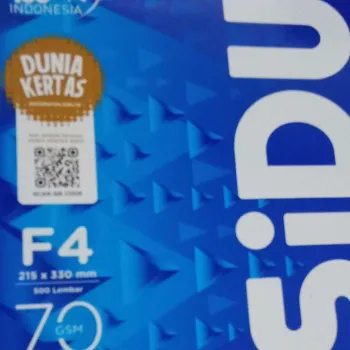 INDONESIA
DUNIA
KERTAS
SCAN QR CODE
F4
215 x 330 mm
500 Lembar
70
GSM
SiDU